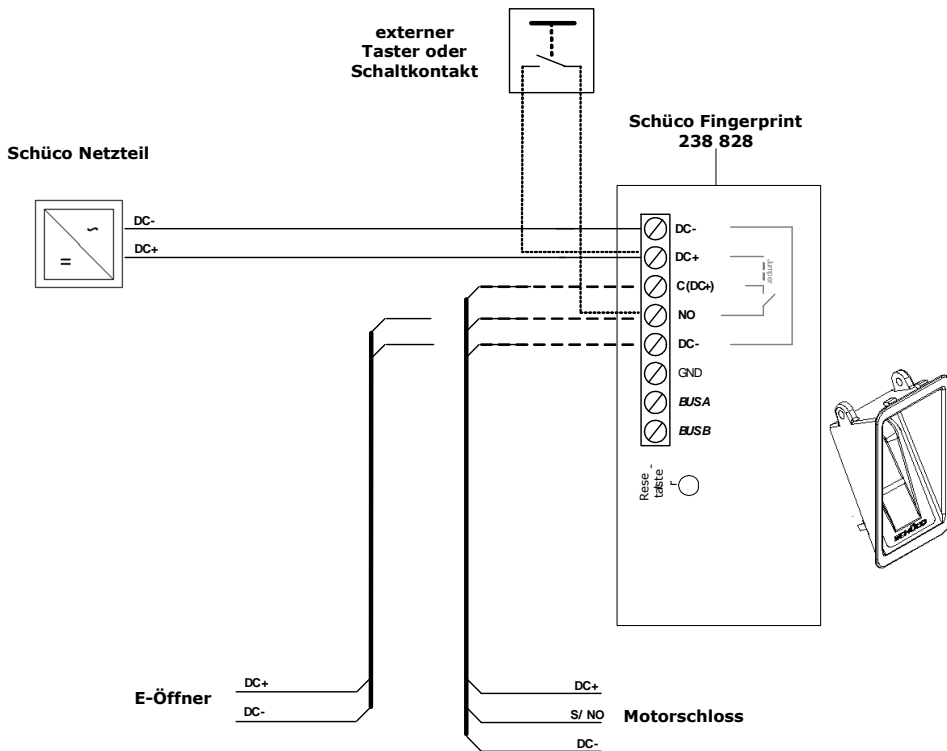 externer
Taster oder
Schaltkontakt
Schüco Fingerprint
238 828
Schüco Netzteil
DC-
DC+
DC-
DC+
C (DC+)
NO
DC-
GND
BUSA
BUSB
Jumper
Rese -
taste
r
SCHÜCO
E-Öffner
DC+
DC-
DC+
S/ NO
DC-
Motorschloss